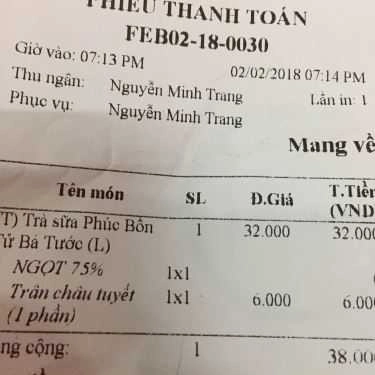 PHIẾU THANH TOÁN
FEB02-18-0030
Giờ vào: 07:13 PM 02/02/2018 07:14 PM
Thu ngân: Nguyễn Minh Trang Lần in: 1
Phục vụ: Nguyễn Minh Trang
Mang về
Tên món SL Đ.Giá T.Tiền
(VND
T) Trà sữa Phúc Bồn 1 32.000 32.000
Tử Bá Tước (L)
NGỌT 75% 1x1
Trân châu tuyết 1x1 6.000 6.000
(1 phần)
ng cộng: 1 38.000